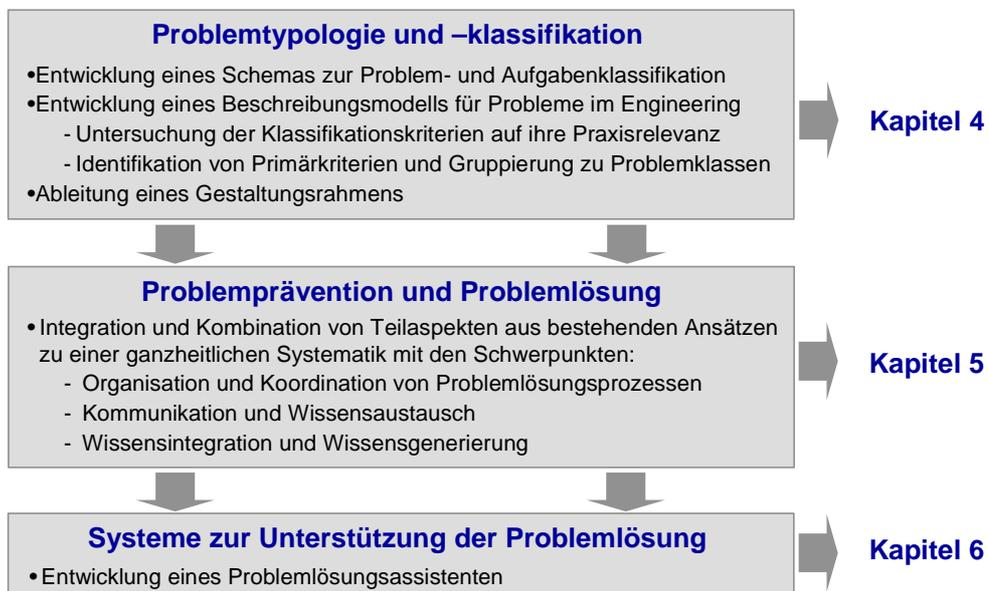 Problemtypologie und –klassifikation
•Entwicklung eines Schemas zur Problem- und Aufgabenklassifikation
•Entwicklung eines Beschreibungsmodells für Probleme im Engineering
- Untersuchung der Klassifikationskriterien auf ihre Praxisrelevanz
- Identifikation von Primärkriterien und Gruppierung zu Problemklassen
•Ableitung eines Gestaltungsrahmens
Kapitel 4
Problemprävention und Problemlösung
• Integration und Kombination von Teilaspekten aus bestehenden Ansätzen
zu einer ganzheitlichen Systematik mit den Schwerpunkten:
- Organisation und Koordination von Problemlösungsprozessen
- Kommunikation und Wissensaustausch
- Wissensintegration und Wissensgenerierung
Kapitel 5
Systeme zur Unterstützung der Problemlösung
• Entwicklung eines Problemlösungsassistenten
Kapitel 6